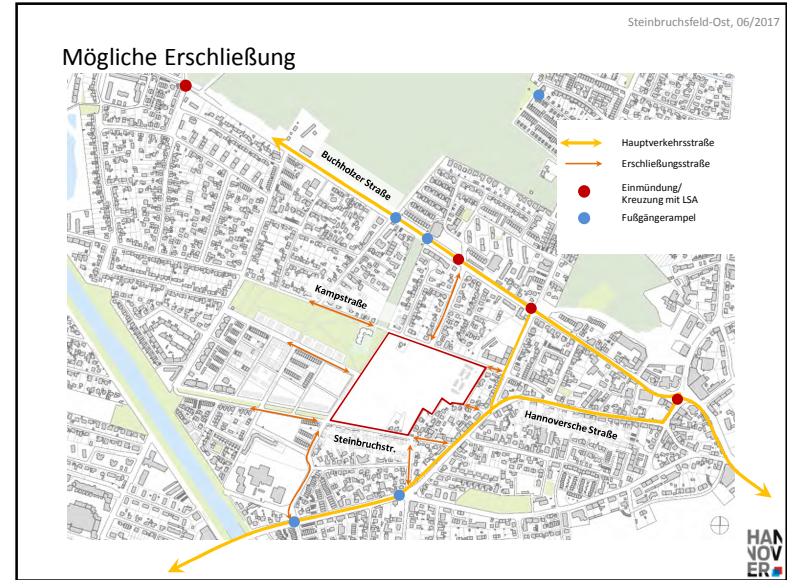 Steinbruchsfeld-Ost, 06/2017
Mögliche Erschließung
Hauptverkehrsstraße
Erschließungsstraße
Einmündung/
Kreuzung mit LSA
Fußgängerampel
Buchholzer Straße
Kampstraße
Hannoversche Straße
Steinbruchstr.
HAN
NOV
ER